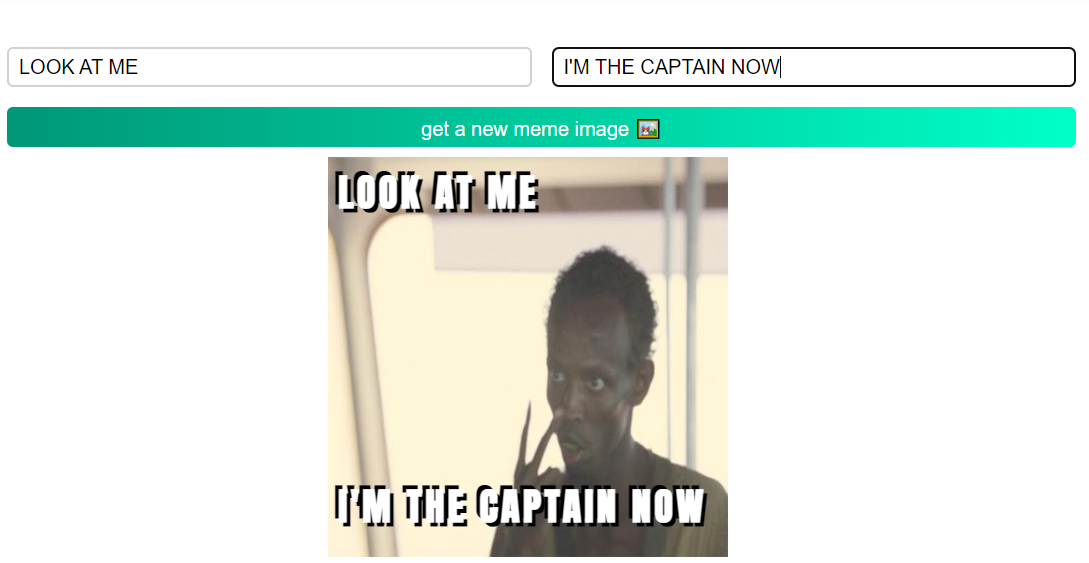 LOOK AT ME
I'M THE CAPTAIN NOW
get a new meme image
LOOK AT ME
I'M THE CAPTAIN NOW